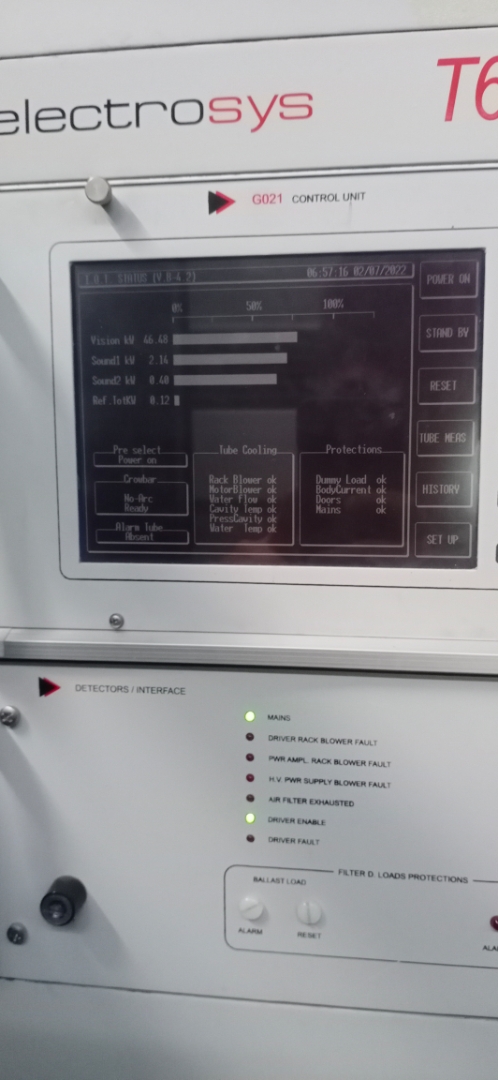 electrosys
T6
G021 CONTROL UNIT
I.O.T. STATUS (V.B-4.2) 06:57:16 02/07/2022
0% 50% 100%
Vision kW 46.48
Sound1 kW 2.14
Sound2 kW 0.40
Ref.TotKW 0.12
POWER ON
STAND BY
RESET
TUBE MEAS
HISTORY
SET UP
Pre select
Power on
Crowbar
No-Arc
Ready
Alarm Tube
Absent
Tube Cooling
Rack Blower ok
MotorBlower ok
Water Flow ok
Cavity Temp ok
PressCavity ok
Water Temp ok
Protections
Dummy Load ok
BodyCurrent ok
Doors ok
Mains ok
DETECTORS / INTERFACE
MAINS
DRIVER RACK BLOWER FAULT
PWR AMPL. RACK BLOWER FAULT
H.V. PWR SUPPLY BLOWER FAULT
AIR FILTER EXHAUSTED
DRIVER ENABLE
DRIVER FAULT
FILTER D. LOADS PROTECTIONS
BALLAST LOAD
ALARM
RESET
ALA